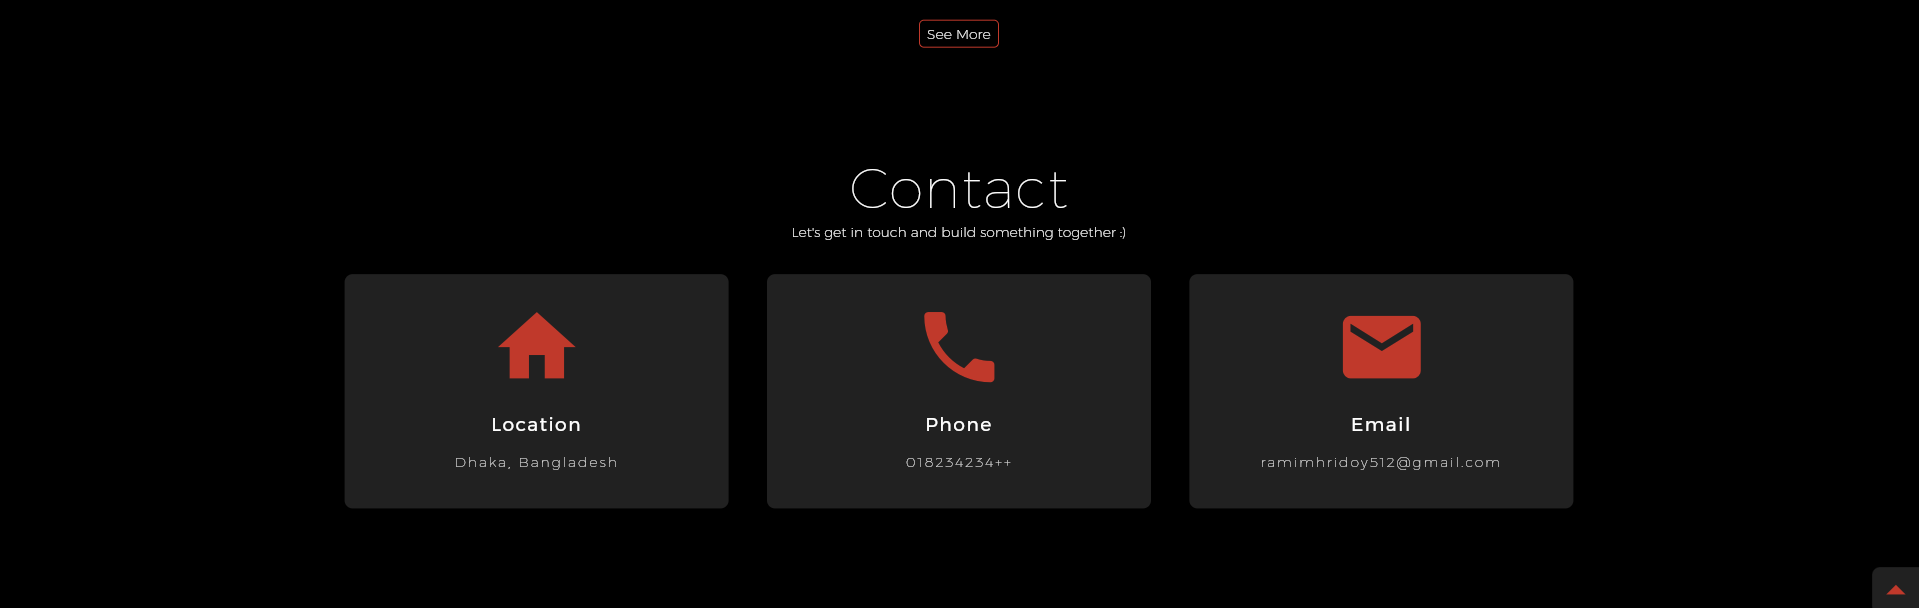 See More
Contact
Let's get in touch and build something together :)
Location
Dhaka, Bangladesh
Phone
018234234++
Email
ramimhridoy512@gmail.com